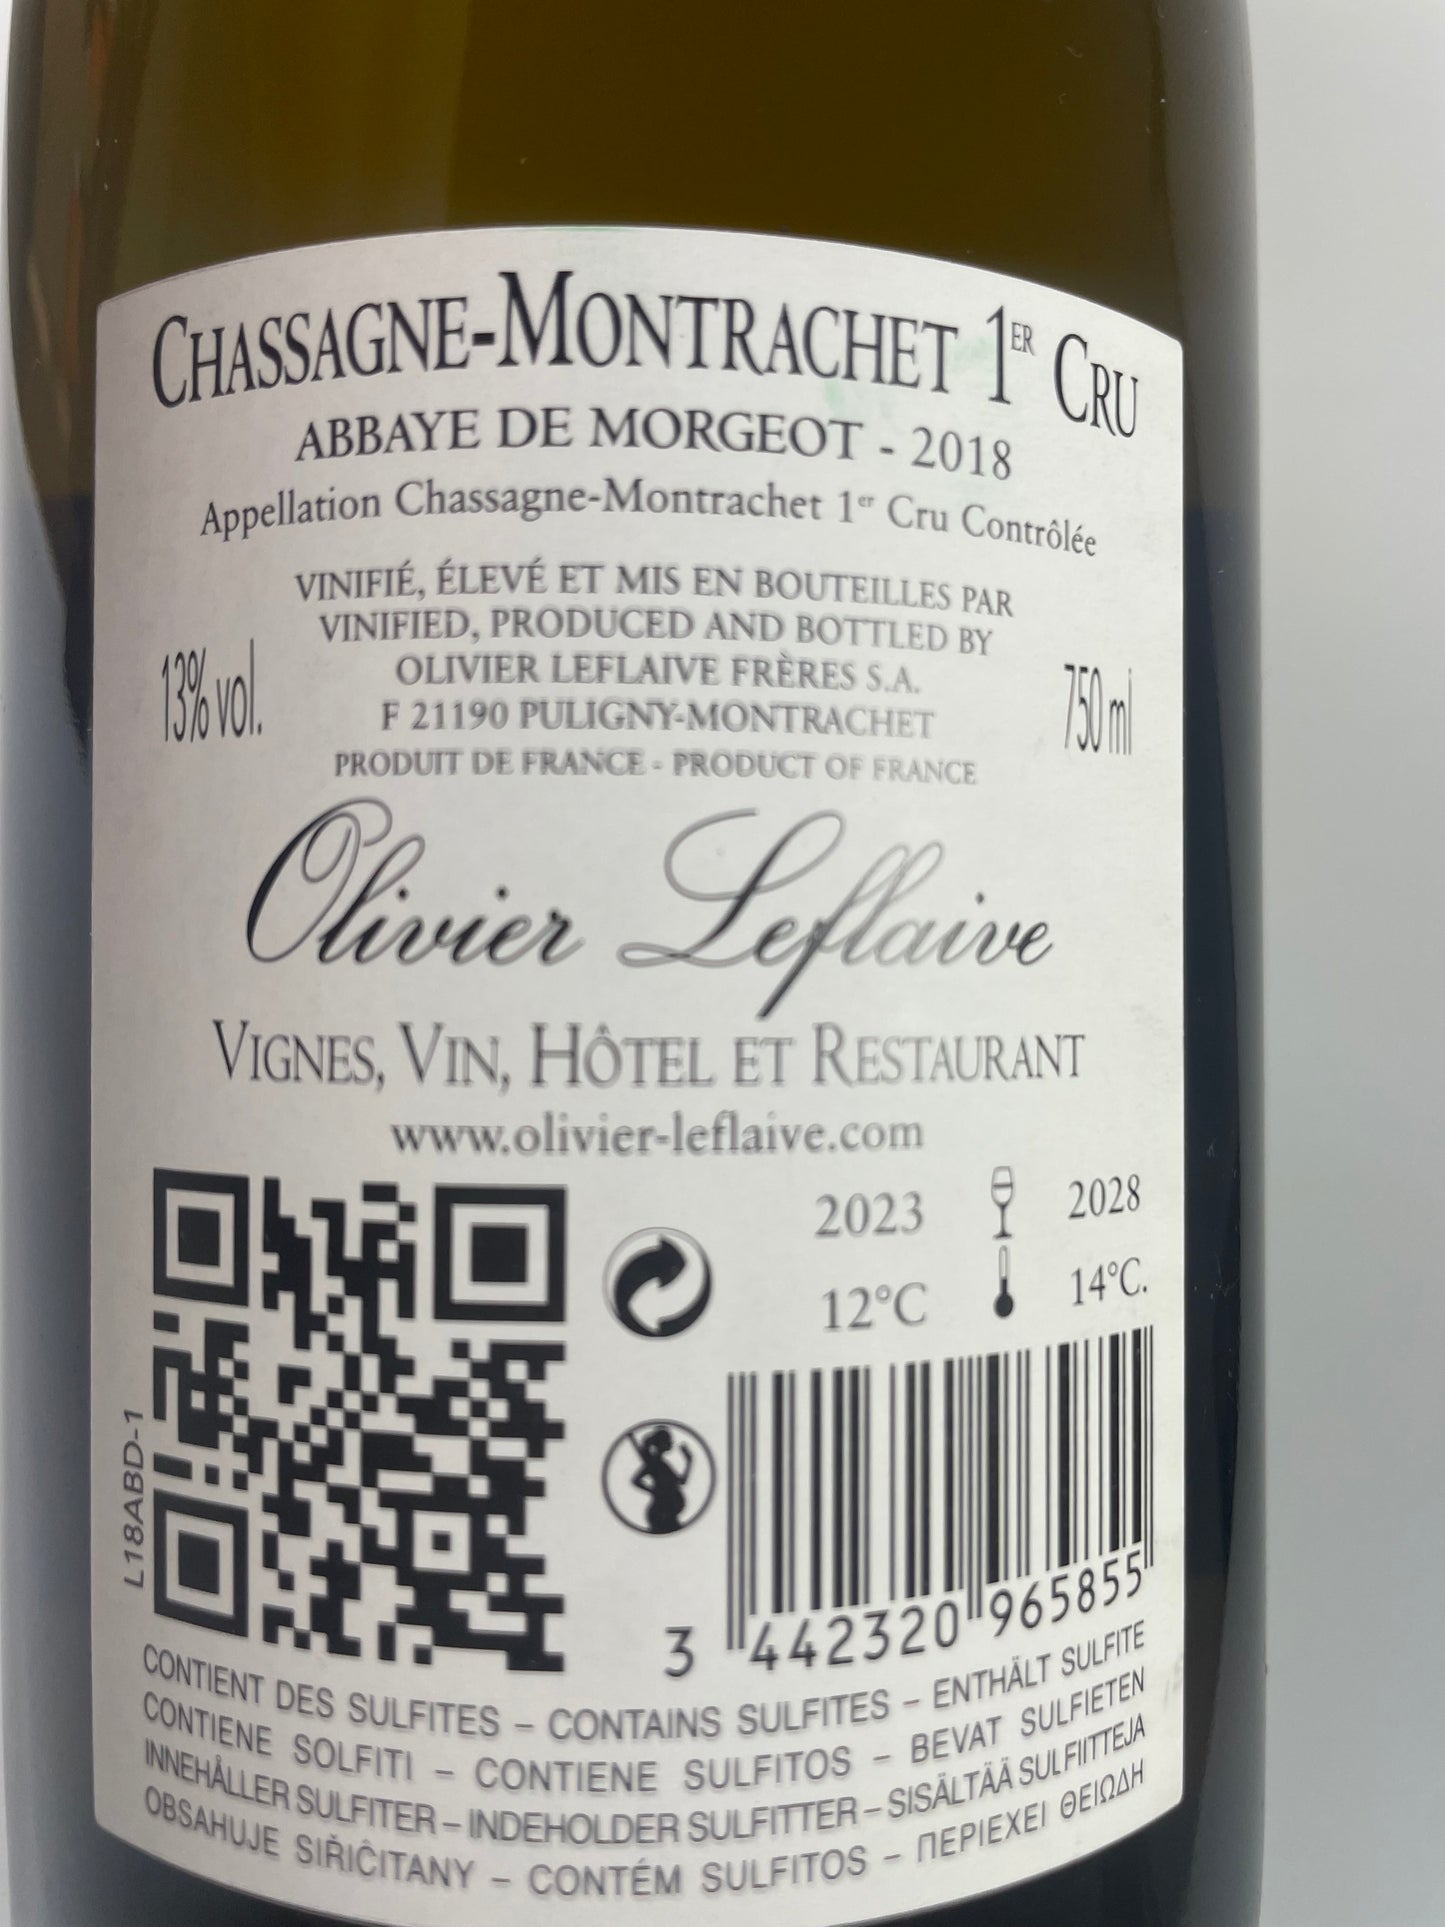 CHASSAGNE-MONTRACHET 1ER CRU
ABBAYE DE MORGEOT - 2018
Appellation Chassagne-Montrachet 1er Cru Contrôlée
VINIFIÉ, ÉLEVÉ ET MIS EN BOUTEILLES PAR
VINIFIED, PRODUCED AND BOTTLED BY
OLIVIER LEFLAIVE FRÈRES S.A.
F 21190 PULIGNY-MONTRACHET
PRODUIT DE FRANCE - PRODUCT OF FRANCE
13% vol.
750 ml
Olivier Leflaive
VIGNES, VIN, HÔTEL ET RESTAURANT
www.olivier-leflaive.com
2023 2028
12°C 14°C.
L18ABD-1
3 442320 965855
CONTIENT DES SULFITES – CONTAINS SULFITES – ENTHÄLT SULFITE
CONTIENE SOLFITI – CONTIENE SULFITOS – BEVAT SULFIETEN
INNEHÅLLER SULFITER – INDEHOLDER SULFITTER – SISÄLTÄÄ SULFIITTEJA
OBSAHUJE SIŘIĈITANY – CONTÉM SULFITOS – ΠΕΡΙΕΧΕΙ ΘΕΙΩΔΗ